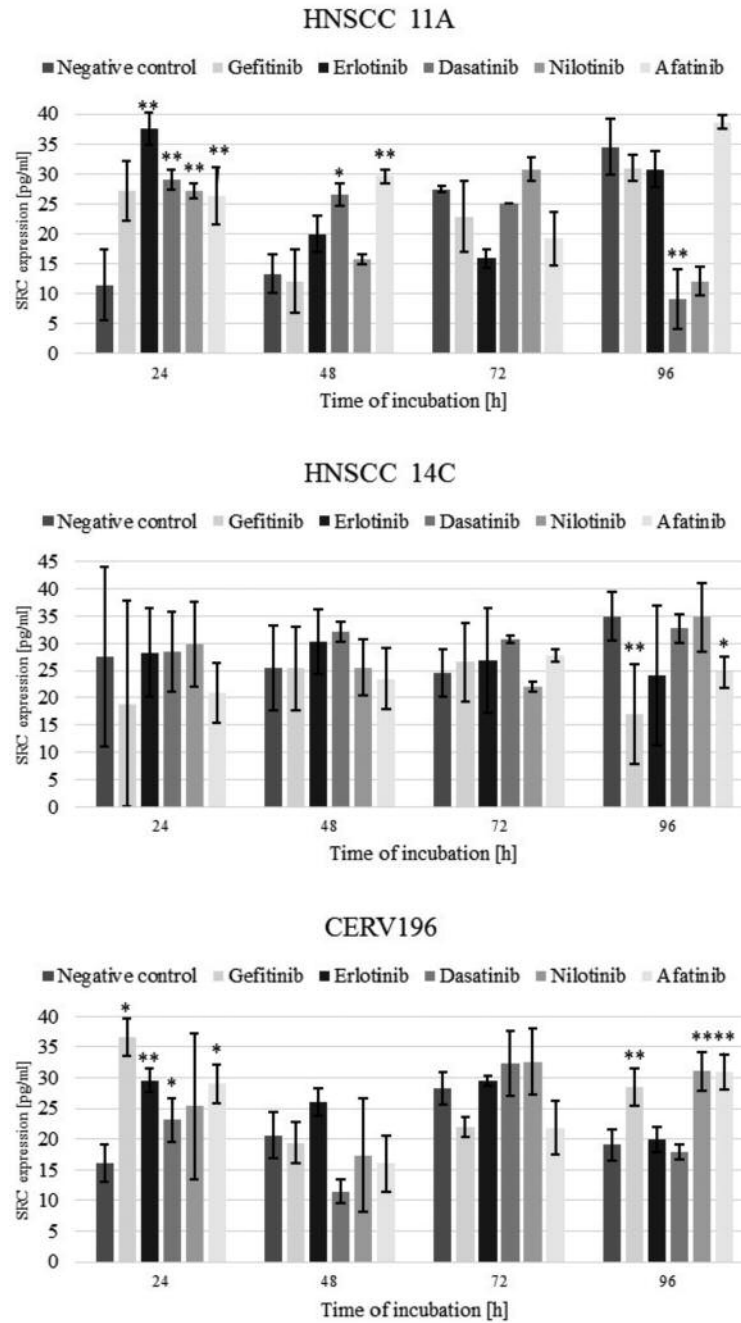 HNSCC 11A
Negative control Gefitinib Erlotinib Dasatinib Nilotinib Afatinib
SRC expression [pg/ml]
40
35
30
25
20
15
10
5
0
** ** ** **
* **
**
24 48 72 96
Time of incubation [h]
HNSCC 14C
Negative control Gefitinib Erlotinib Dasatinib Nilotinib Afatinib
SRC expression [pg/ml]
45
40
35
30
25
20
15
10
5
0
** *
24 48 72 96
Time of incubation [h]
CERV196
Negative control Gefitinib Erlotinib Dasatinib Nilotinib Afatinib
SRC expression [pg/ml]
40
35
30
25
20
15
10
5
0
* ** * *
** ****
24 48 72 96
Time of incubation [h]